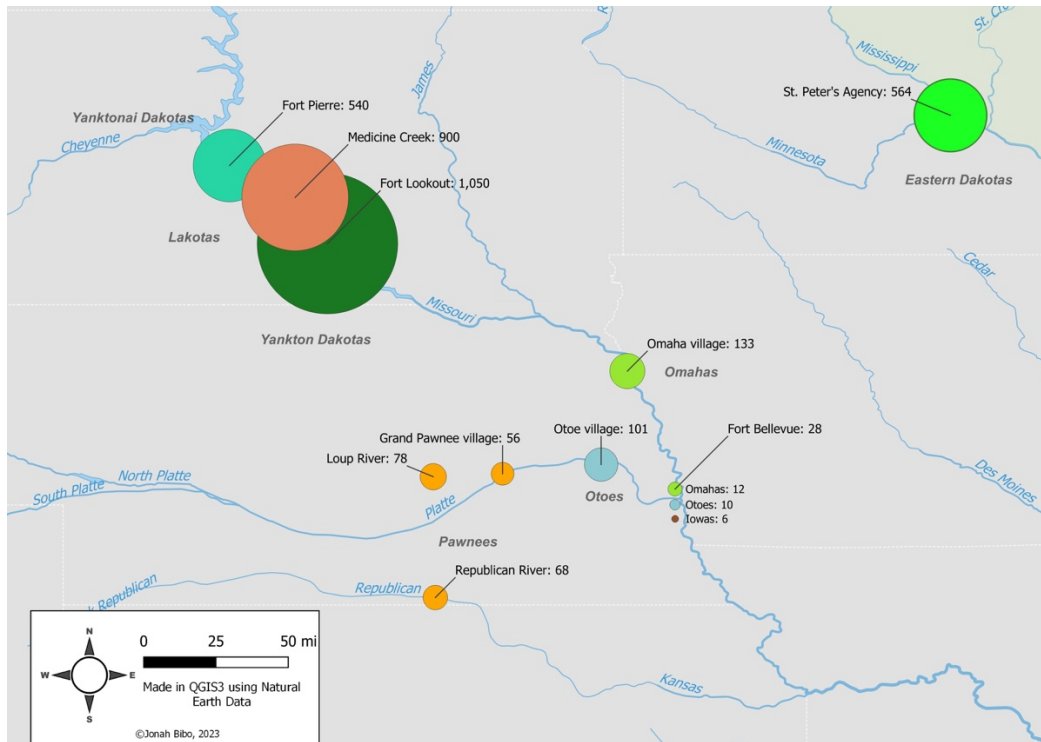 Mississippi
St. Cr
James
St. Peter's Agency: 564
Fort Pierre: 540
Yanktonai Dakotas
Cheyenne
Medicine Creek: 900
Minnesota
Fort Lookout: 1,050
Eastern Dakotas
Lakotas
Cedar
Missouri
Yankton Dakotas
Omaha village: 133
Omahas
Otoe village: 101
Fort Bellevue: 28
Grand Pawnee village: 56
Loup River: 78
North Platte
South Platte
Des Moines
Omahas: 12
Otoes
Otoes: 10
Platte
Iowas: 6
Pawnees
Republican River: 68
Republican
k Republican
N
W
E
S
0 25 50 mi
Made in QGIS3 using Natural
Earth Data
©Jonah Bibo, 2023
Kansas